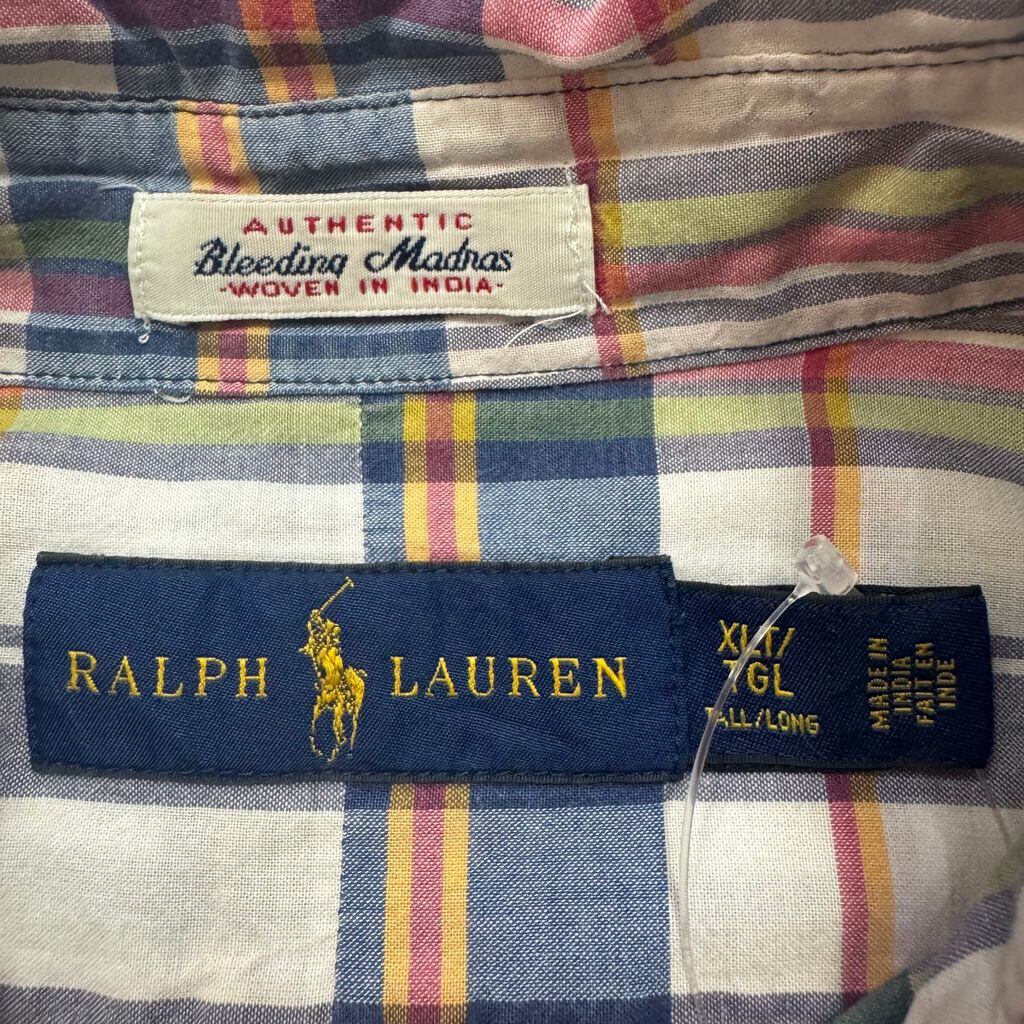 AUTHENTIC
Bleeding Madras
-WOVEN IN INDIA-
RALPH LAUREN
XLT/
TGL
TALL/LONG
MADE IN
INDIA
FAIT EN
INDE